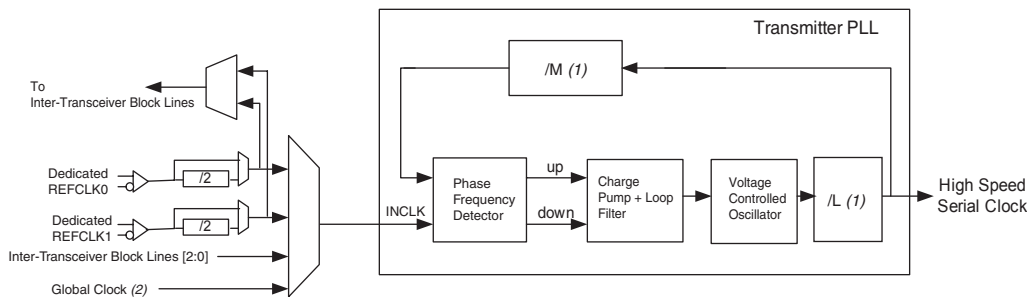 Transmitter PLL
/M (1)
To
Inter-Transceiver Block Lines
Dedicated
REFCLK0
/2
Dedicated
REFCLK1
/2
Inter-Transceiver Block Lines [2:0]
Global Clock (2)
INCLK
Phase
Frequency
Detector
up
down
Charge
Pump + Loop
Filter
Voltage
Controlled
Oscillator
/L (1)
High Speed
Serial Clock